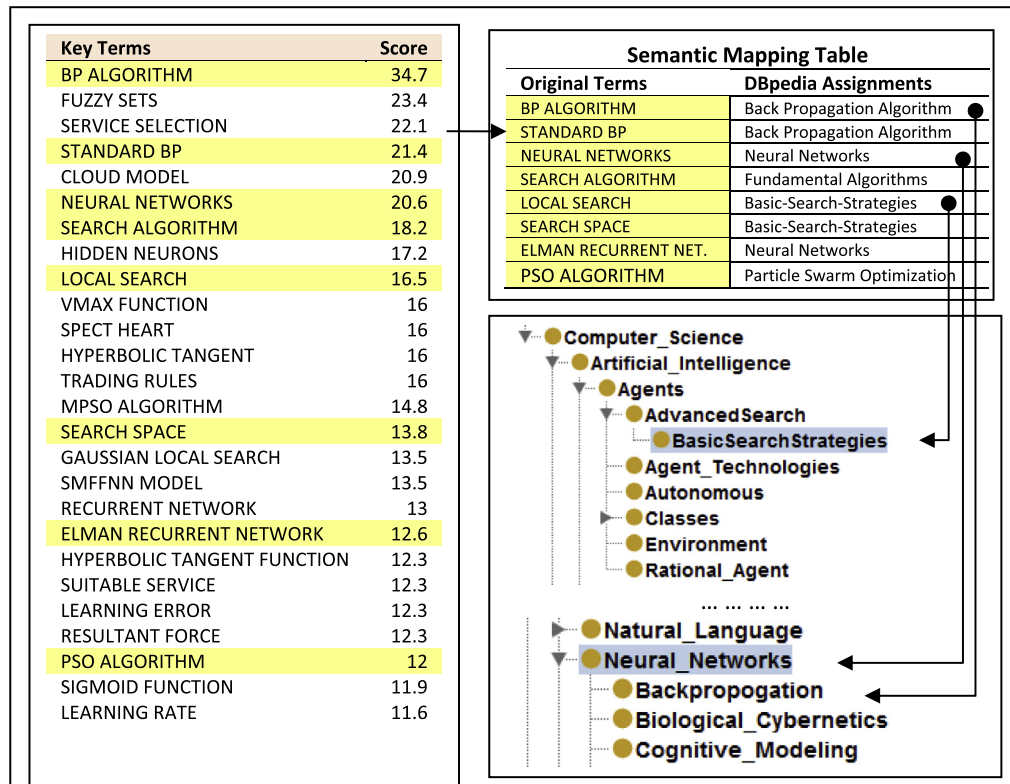 Key Terms Score
BP ALGORITHM 34.7
FUZZY SETS 23.4
SERVICE SELECTION 22.1
STANDARD BP 21.4
CLOUD MODEL 20.9
NEURAL NETWORKS 20.6
SEARCH ALGORITHM 18.2
HIDDEN NEURONS 17.2
LOCAL SEARCH 16.5
VMAX FUNCTION 16
SPECT HEART 16
HYPERBOLIC TANGENT 16
TRADING RULES 16
MPSO ALGORITHM 14.8
SEARCH SPACE 13.8
GAUSSIAN LOCAL SEARCH 13.5
SMFFNN MODEL 13.5
RECURRENT NETWORK 13
ELMAN RECURRENT NETWORK 12.6
HYPERBOLIC TANGENT FUNCTION 12.3
SUITABLE SERVICE 12.3
LEARNING ERROR 12.3
RESULTANT FORCE 12.3
PSO ALGORITHM 12
SIGMOID FUNCTION 11.9
LEARNING RATE 11.6
Semantic Mapping Table
Original Terms DBpedia Assignments
BP ALGORITHM Back Propagation Algorithm
STANDARD BP Back Propagation Algorithm
NEURAL NETWORKS Neural Networks
SEARCH ALGORITHM Fundamental Algorithms
LOCAL SEARCH Basic-Search-Strategies
SEARCH SPACE Basic-Search-Strategies
ELMAN RECURRENT NET. Neural Networks
PSO ALGORITHM Particle Swarm Optimization
Computer_Science
Artificial_Intelligence
Agents
AdvancedSearch
BasicSearchStrategies
Agent_Technologies
Autonomous
Classes
Environment
Rational_Agent
... ... ... ...
Natural_Language
Neural_Networks
Backpropogation
Biological_Cybernetics
Cognitive_Modeling